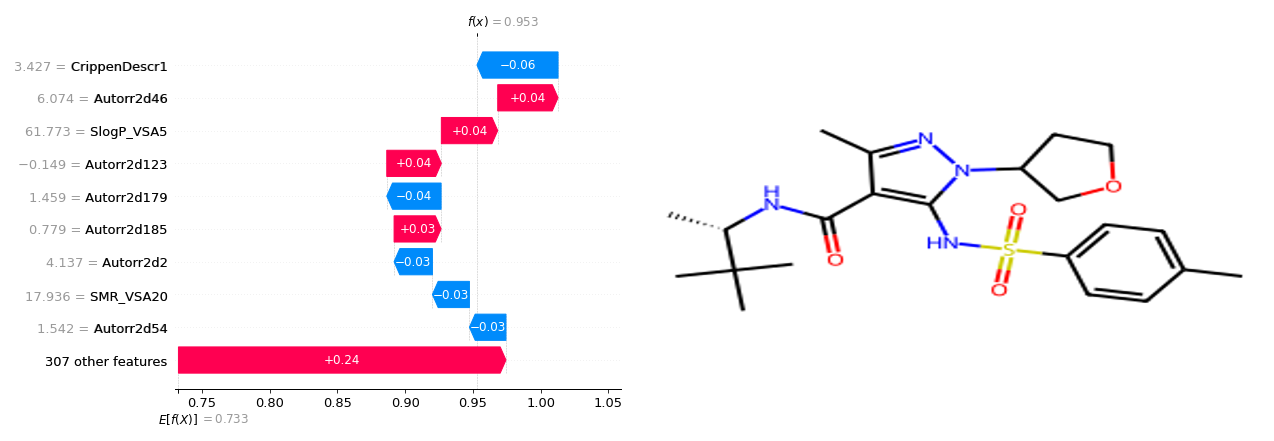 f(x) = 0.953
3.427 = CrippenDescr1
−0.06
6.074 = Autorr2d46
+0.04
61.773 = SlogP_VSA5
+0.04
−0.149 = Autorr2d123
+0.04
1.459 = Autorr2d179
−0.04
0.779 = Autorr2d185
+0.03
4.137 = Autorr2d2
−0.03
17.936 = SMR_VSA20
−0.03
1.542 = Autorr2d54
−0.03
307 other features
+0.24
0.75 0.80 0.85 0.90 0.95 1.00 1.05
E[f(X)] = 0.733
N
N
O
H
N
O
HN
S
O
O